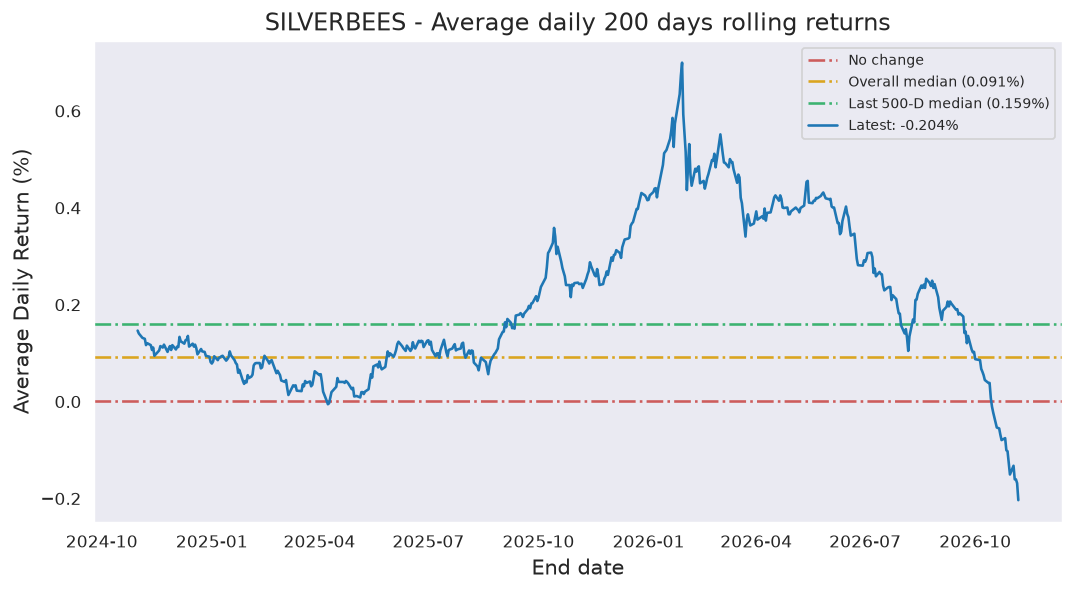 SILVERBEES - Average daily 200 days rolling returns
No change
Overall median (0.091%)
Last 500-D median (0.159%)
Latest: -0.204%
Average Daily Return (%)
0.6
0.4
0.2
0.0
−0.2
2024-10 2025-01 2025-04 2025-07 2025-10 2026-01 2026-04 2026-07 2026-10
End date